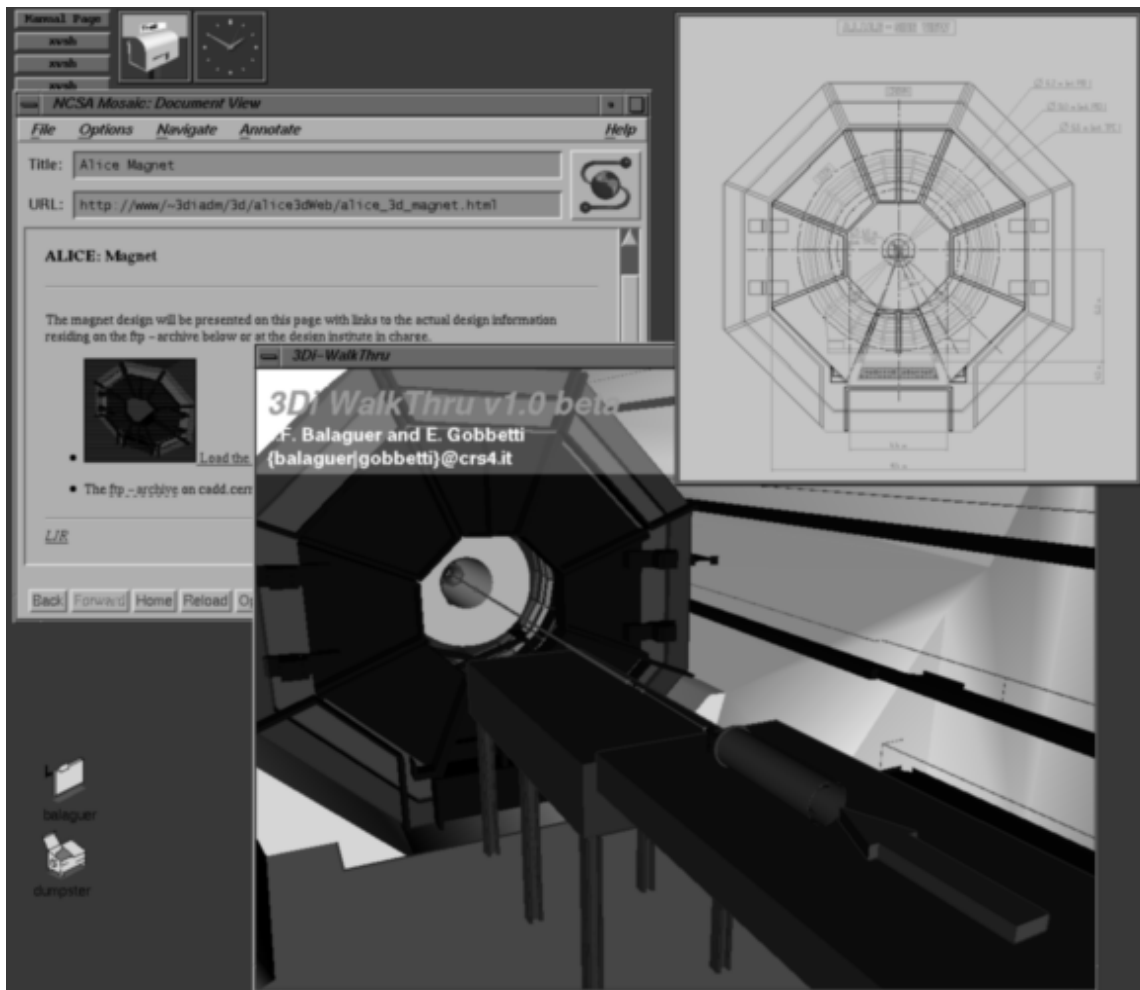 Manual Page
NCSA Mosaic: Document View
File Options Navigate Annotate Help
Title: Alice Magnet
URL: http://www/~3diadm/3d/alice3dWeb/alice_3d_magnet.html
ALICE: Magnet
The magnet design will be presented on this page with links to the actual design information
residing on the ftp-archive below or at the design institute in charge.
Load the
The ftp-archive on cadd.cern
LIR
Back Forward Home Reload Op
3Di-WalkThru
3Di WalkThru v1.0 beta
.F. Balaguer and E. Gobbetti
{balaguer|gobbetti}@crs4.it
balaguer
dumpster